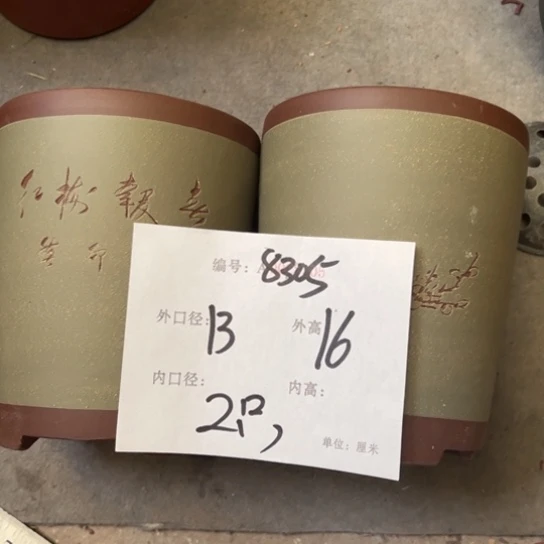 红梅報春
编号：8305
外口径：13 外高 16
内口径： 内高：
2只,
单位：厘米